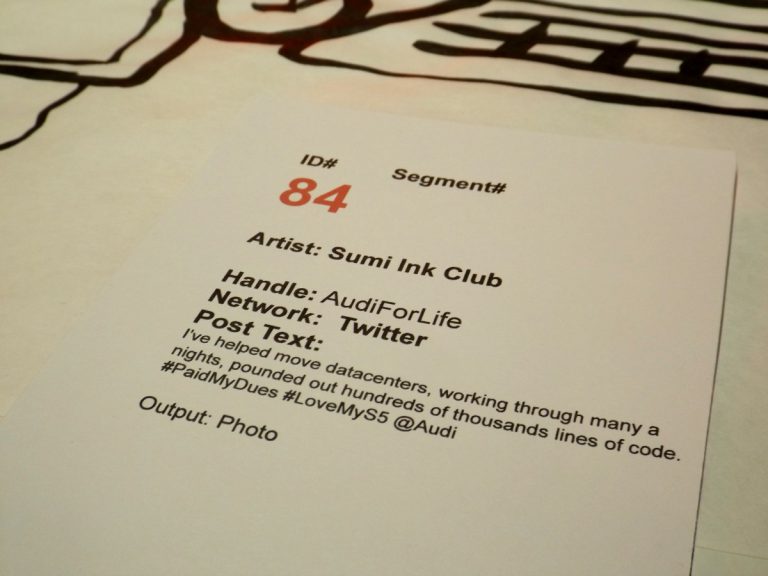 ID# Segment#
84
Artist: Sumi Ink Club
Handle: AudiForLife
Network: Twitter
Post Text:
I've helped move datacenters, working through many a
nights, pounded out hundreds of thousands lines of code.
#PaidMyDues #LoveMyS5 @Audi
Output: Photo